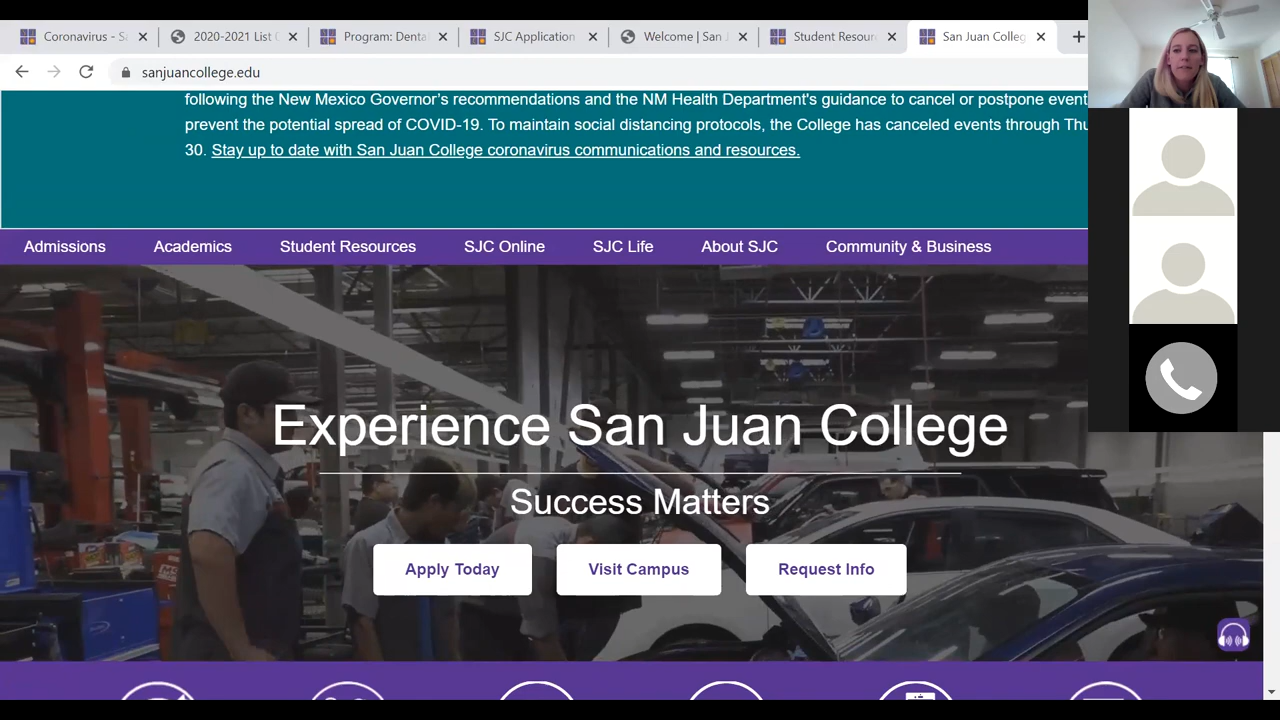 Coronavirus - Sa
2020-2021 List
Program: Denta
SJC Application
Welcome | San J
Student Resour
San Juan Colleg
sanjuancollege.edu
following the New Mexico Governor's recommendations and the NM Health Department's guidance to cancel or postpone event
prevent the potential spread of COVID-19. To maintain social distancing protocols, the College has canceled events through Thu
30. Stay up to date with San Juan College coronavirus communications and resources.
Admissions Academics Student Resources SJC Online SJC Life About SJC Community & Business
Experience San Juan College
Success Matters
Apply Today Visit Campus Request Info